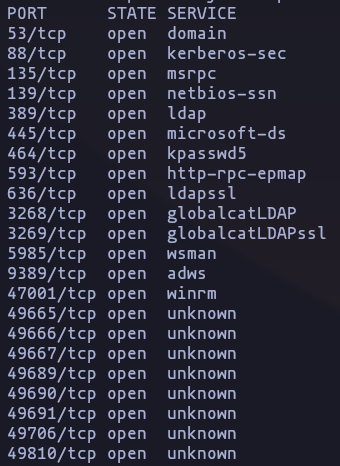 PORT      STATE SERVICE
53/tcp    open  domain
88/tcp    open  kerberos-sec
135/tcp   open  msrpc
139/tcp   open  netbios-ssn
389/tcp   open  ldap
445/tcp   open  microsoft-ds
464/tcp   open  kpasswd5
593/tcp   open  http-rpc-epmap
636/tcp   open  ldapssl
3268/tcp  open  globalcatLDAP
3269/tcp  open  globalcatLDAPssl
5985/tcp  open  wsman
9389/tcp  open  adws
47001/tcp open  winrm
49665/tcp open  unknown
49666/tcp open  unknown
49667/tcp open  unknown
49689/tcp open  unknown
49690/tcp open  unknown
49691/tcp open  unknown
49706/tcp open  unknown
49810/tcp open  unknown